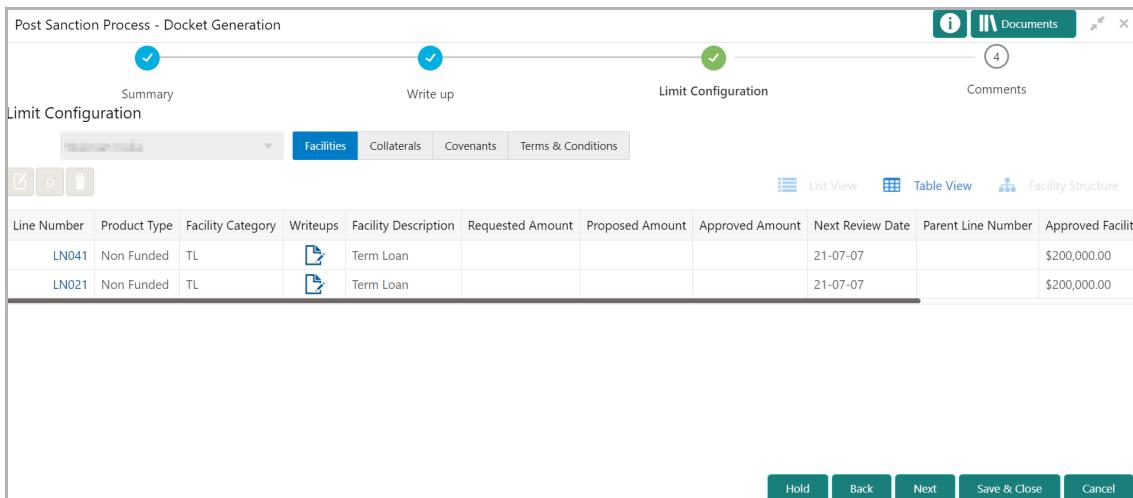 Post Sanction Process - Docket Generation
i Documents
4
Summary Write up Limit Configuration Comments
Limit Configuration
Facilities Collaterals Covenants Terms & Conditions
D List View Table View Facility Structure
Line Number Product Type Facility Category Writeups Facility Description Requested Amount Proposed Amount Approved Amount Next Review Date Parent Line Number Approved Facilit
LN041 Non Funded TL Term Loan 21-07-07 $200,000.00
LN021 Non Funded TL Term Loan 21-07-07 $200,000.00
Hold Back Next Save & Close Cancel